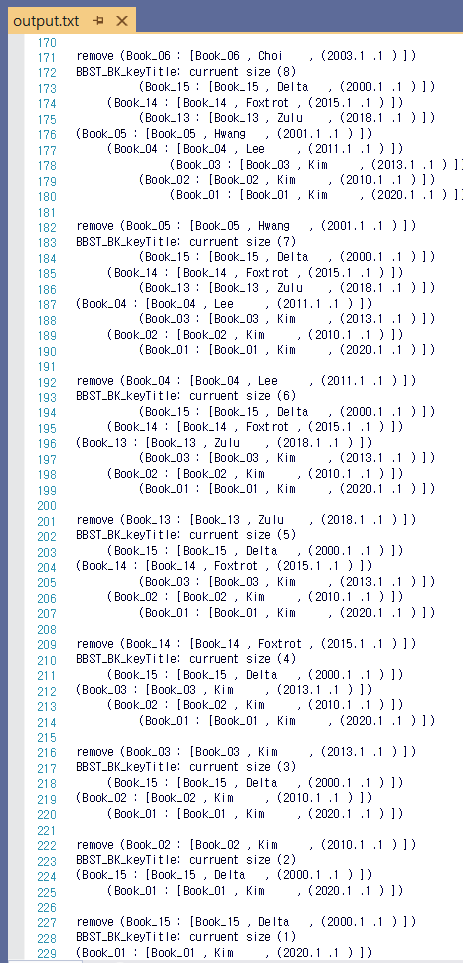 output.txt
170
171 remove (Book_06 : [Book_06 , Choi    , (2003.1 .1 ) ])
172 BBST_BK_keyTitle: curruent size (8)
173         (Book_15 : [Book_15 , Delta   , (2000.1 .1 ) ])
174     (Book_14 : [Book_14 , Foxtrot , (2015.1 .1 ) ])
175         (Book_13 : [Book_13 , Zulu    , (2018.1 .1 ) ])
176 (Book_05 : [Book_05 , Hwang   , (2001.1 .1 ) ])
177     (Book_04 : [Book_04 , Lee     , (2011.1 .1 ) ])
178             (Book_03 : [Book_03 , Kim     , (2013.1 .1 ) ])
179         (Book_02 : [Book_02 , Kim     , (2010.1 .1 ) ])
180             (Book_01 : [Book_01 , Kim     , (2020.1 .1 ) ]
181
182 remove (Book_05 : [Book_05 , Hwang   , (2001.1 .1 ) ])
183 BBST_BK_keyTitle: curruent size (7)
184         (Book_15 : [Book_15 , Delta   , (2000.1 .1 ) ])
185     (Book_14 : [Book_14 , Foxtrot , (2015.1 .1 ) ])
186         (Book_13 : [Book_13 , Zulu    , (2018.1 .1 ) ])
187 (Book_04 : [Book_04 , Lee     , (2011.1 .1 ) ])
188         (Book_03 : [Book_03 , Kim     , (2013.1 .1 ) ])
189     (Book_02 : [Book_02 , Kim     , (2010.1 .1 ) ])
190         (Book_01 : [Book_01 , Kim     , (2020.1 .1 ) ])
191
192 remove (Book_04 : [Book_04 , Lee     , (2011.1 .1 ) ])
193 BBST_BK_keyTitle: curruent size (6)
194         (Book_15 : [Book_15 , Delta   , (2000.1 .1 ) ])
195     (Book_14 : [Book_14 , Foxtrot , (2015.1 .1 ) ])
196 (Book_13 : [Book_13 , Zulu    , (2018.1 .1 ) ])
197         (Book_03 : [Book_03 , Kim     , (2013.1 .1 ) ])
198     (Book_02 : [Book_02 , Kim     , (2010.1 .1 ) ])
199         (Book_01 : [Book_01 , Kim     , (2020.1 .1 ) ])
200
201 remove (Book_13 : [Book_13 , Zulu    , (2018.1 .1 ) ])
202 BBST_BK_keyTitle: curruent size (5)
203     (Book_15 : [Book_15 , Delta   , (2000.1 .1 ) ])
204 (Book_14 : [Book_14 , Foxtrot , (2015.1 .1 ) ])
205         (Book_03 : [Book_03 , Kim     , (2013.1 .1 ) ])
206     (Book_02 : [Book_02 , Kim     , (2010.1 .1 ) ])
207         (Book_01 : [Book_01 , Kim     , (2020.1 .1 ) ])
208
209 remove (Book_14 : [Book_14 , Foxtrot , (2015.1 .1 ) ])
210 BBST_BK_keyTitle: curruent size (4)
211     (Book_15 : [Book_15 , Delta   , (2000.1 .1 ) ])
212 (Book_03 : [Book_03 , Kim     , (2013.1 .1 ) ])
213     (Book_02 : [Book_02 , Kim     , (2010.1 .1 ) ])
214         (Book_01 : [Book_01 , Kim     , (2020.1 .1 ) ])
215
216 remove (Book_03 : [Book_03 , Kim     , (2013.1 .1 ) ])
217 BBST_BK_keyTitle: curruent size (3)
218     (Book_15 : [Book_15 , Delta   , (2000.1 .1 ) ])
219 (Book_02 : [Book_02 , Kim     , (2010.1 .1 ) ])
220     (Book_01 : [Book_01 , Kim     , (2020.1 .1 ) ])
221
222 remove (Book_02 : [Book_02 , Kim     , (2010.1 .1 ) ])
223 BBST_BK_keyTitle: curruent size (2)
224 (Book_15 : [Book_15 , Delta   , (2000.1 .1 ) ])
225     (Book_01 : [Book_01 , Kim     , (2020.1 .1 ) ])
226
227 remove (Book_15 : [Book_15 , Delta   , (2000.1 .1 ) ])
228 BBST_BK_keyTitle: curruent size (1)
229 (Book_01 : [Book_01 , Kim     , (2020.1 .1 ) ])